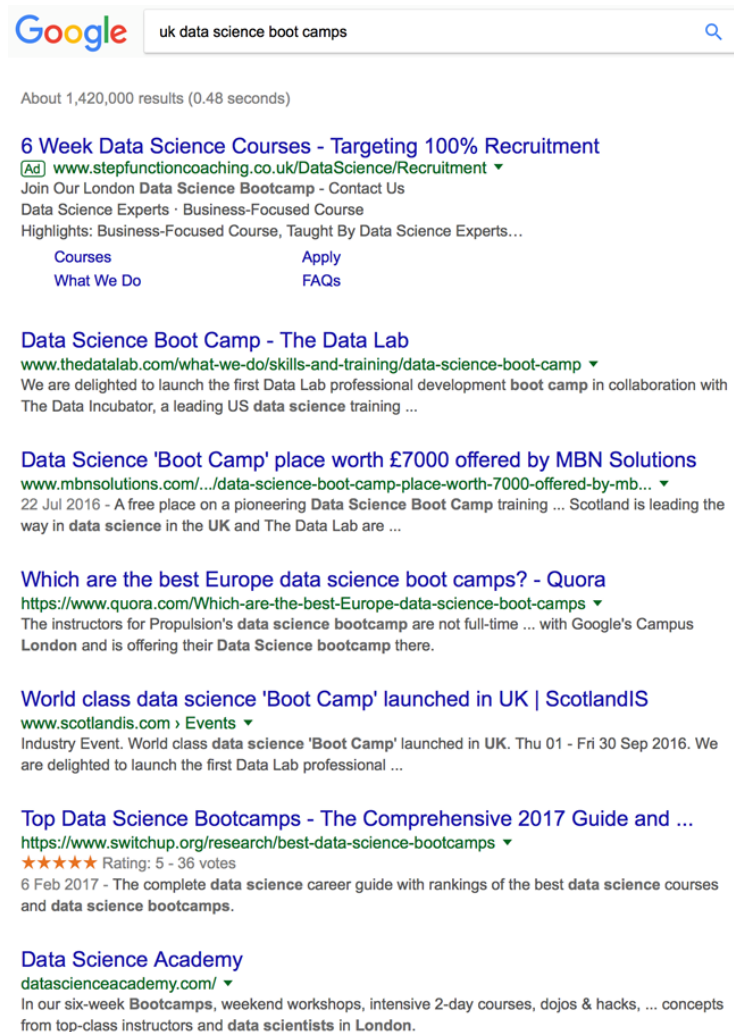 Google
uk data science boot camps
About 1,420,000 results (0.48 seconds)
6 Week Data Science Courses - Targeting 100% Recruitment
Ad www.stepfunctioncoaching.co.uk/DataScience/Recruitment
Join Our London Data Science Bootcamp - Contact Us
Data Science Experts · Business-Focused Course
Highlights: Business-Focused Course, Taught By Data Science Experts…
Courses Apply
What We Do FAQs
Data Science Boot Camp - The Data Lab
www.thedatalab.com/what-we-do/skills-and-training/data-science-boot-camp
We are delighted to launch the first Data Lab professional development boot camp in collaboration with
The Data Incubator, a leading US data science training ...
Data Science 'Boot Camp' place worth £7000 offered by MBN Solutions
www.mbnsolutions.com/.../data-science-boot-camp-place-worth-7000-offered-by-mb...
22 Jul 2016 - A free place on a pioneering Data Science Boot Camp training ... Scotland is leading the
way in data science in the UK and The Data Lab are ...
Which are the best Europe data science boot camps? - Quora
https://www.quora.com/Which-are-the-best-Europe-data-science-boot-camps
The instructors for Propulsion's data science bootcamp are not full-time ... with Google's Campus
London and is offering their Data Science bootcamp there.
World class data science 'Boot Camp' launched in UK | ScotlandIS
www.scotlandis.com › Events
Industry Event. World class data science 'Boot Camp' launched in UK. Thu 01 - Fri 30 Sep 2016. We
are delighted to launch the first Data Lab professional ...
Top Data Science Bootcamps - The Comprehensive 2017 Guide and ...
https://www.switchup.org/research/best-data-science-bootcamps
Rating: 5 - 36 votes
6 Feb 2017 - The complete data science career guide with rankings of the best data science courses
and data science bootcamps.
Data Science Academy
datascienceacademy.com/
In our six-week Bootcamps, weekend workshops, intensive 2-day courses, dojos & hacks, ... concepts
from top-class instructors and data scientists in London.